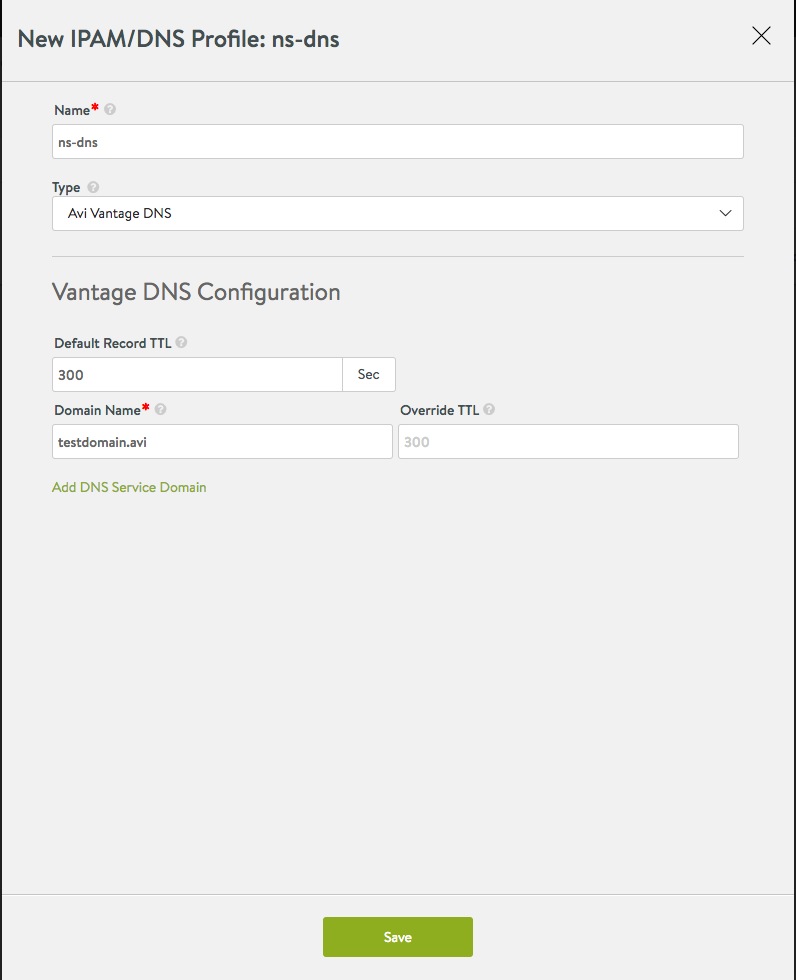 New IPAM/DNS Profile: ns-dns
Name* ?
ns-dns
Type ?
Avi Vantage DNS
Vantage DNS Configuration
Default Record TTL ?
300 Sec
Domain Name* ? Override TTL ?
testdomain.avi 300
Add DNS Service Domain
Save